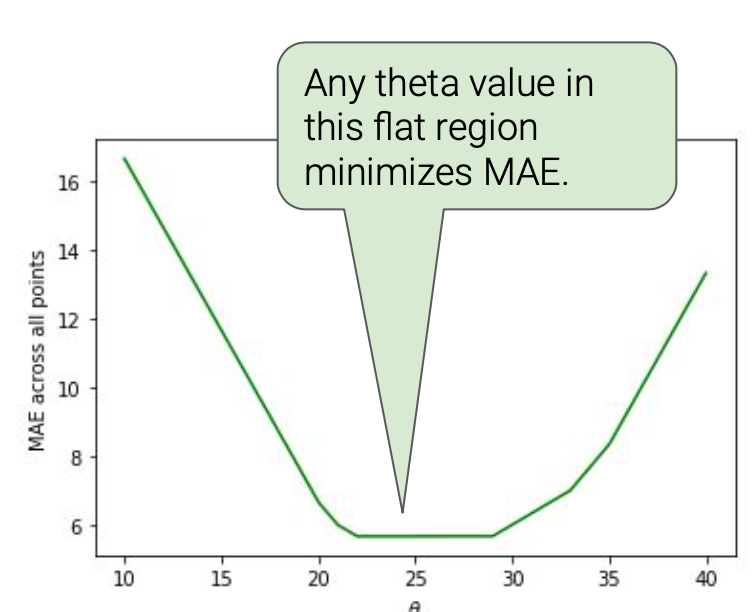 Any theta value in
this flat region
minimizes MAE.
16
14
12
10
8
6
MAE across all points
10 15 20 25 30 35 40
θ